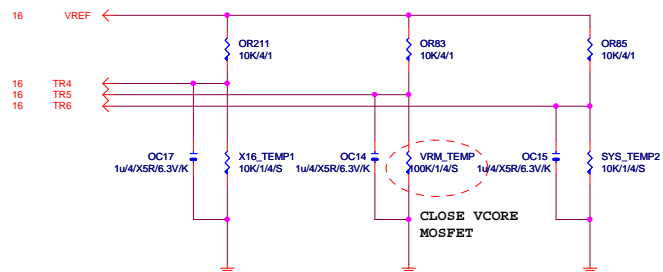 16 VREF
OR211
10K/4/1
OR83
10K/4/1
OR85
10K/4/1
16 TR4
16 TR5
16 TR6
OC17
1u/4/X5R/6.3V/K
X16_TEMP1
10K/1/4/S
OC14
1u/4/X5R/6.3V/K
VRM_TEMP
100K/1/4/S
OC15
1u/4/X5R/6.3V/K
SYS_TEMP2
10K/1/4/S
CLOSE VCORE
MOSFET